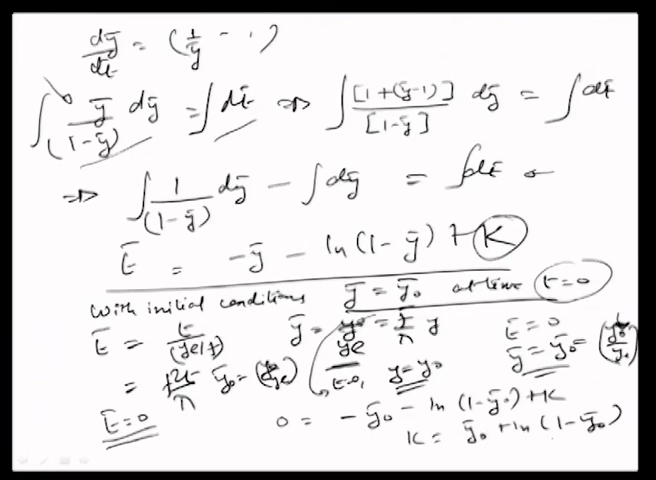 dȳ/dt̄ = (1/ȳ - 1)
∫ ȳ/(1-ȳ) dȳ = ∫ dt̄ ⇒ ∫ [1+(ȳ-1)]/[1-ȳ] dȳ = ∫ dt̄
⇒ ∫ 1/(1-ȳ) dȳ - ∫ dȳ = ∫ dt̄
t̄ = -ȳ - ln(1-ȳ) + K
with initial conditions ȳ = ȳ₀ at time t=0
t̄ = t/(ye/f) ȳ = y/ye = f/n y t̄=0
= ȳ₀ = t=0, y=y₀ ȳ=ȳ₀=
t̄=0 0 = -ȳ₀ - ln(1-ȳ₀)+K
K = ȳ₀ + ln(1-ȳ₀)